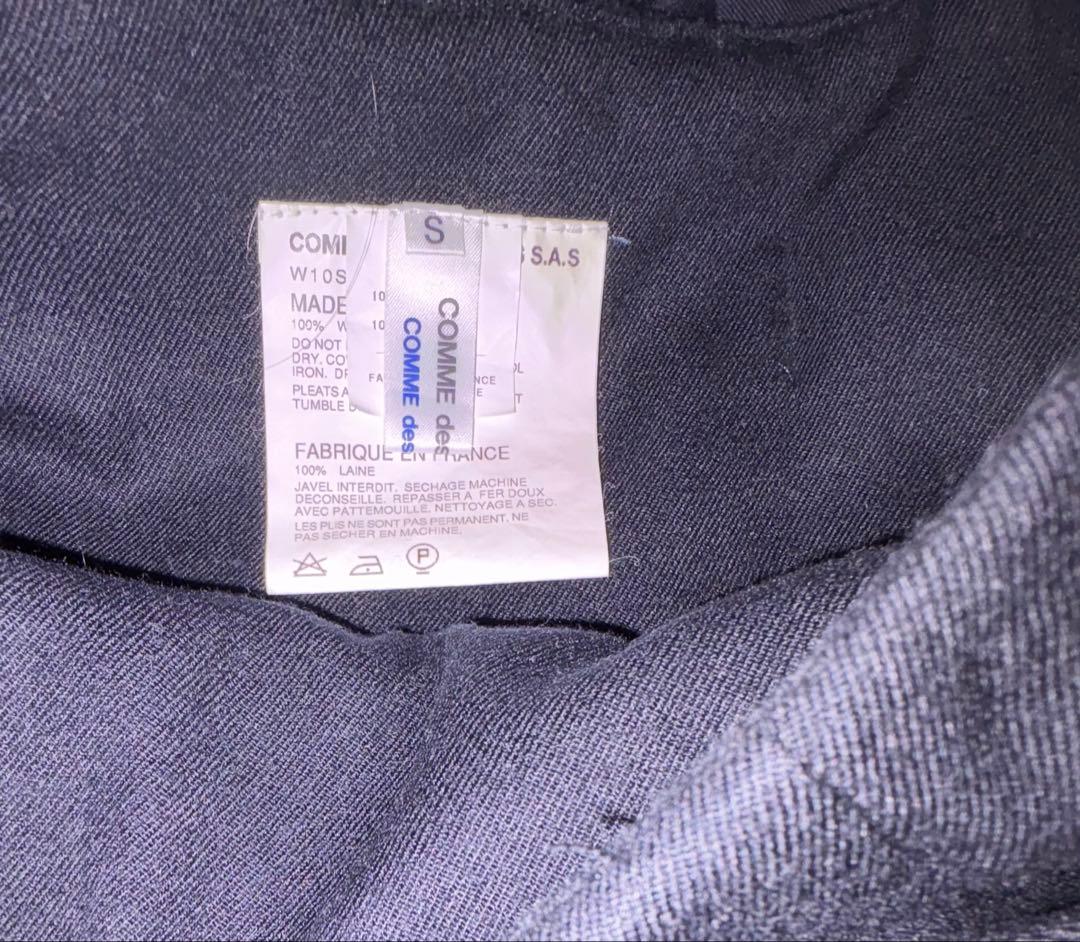 S
COMME des
COMME des
S.A.S
W10S
MADE
100% W
10
10
DO NOT
DRY. CO
IRON. DR
PLEATS A
TUMBLE D
FA
NCE
E
OL
T
FABRIQUE EN FRANCE
100% LAINE
JAVEL INTERDIT. SECHAGE MACHINE
DECONSEILLE. REPASSER A FER DOUX
AVEC PATTEMOUILLE. NETTOYAGE A SEC.
LES PLIS NE SONT PAS PERMANENT. NE
PAS SECHER EN MACHINE.
P